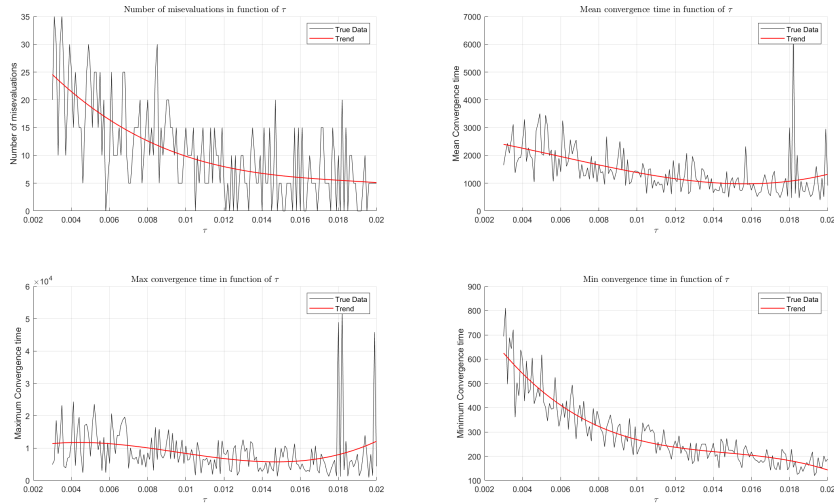 Number of misevaluations in function of τ
35
30
25
20
15
10
5
0
Number of misevaluations
0.002 0.004 0.006 0.008 0.01 0.012 0.014 0.016 0.018 0.02
τ
True Data
Trend
Mean convergence time in function of τ
7000
6000
5000
4000
3000
2000
1000
0
Mean Convergence time
0.002 0.004 0.006 0.008 0.01 0.012 0.014 0.016 0.018 0.02
τ
True Data
Trend
Max convergence time in function of τ
×10⁴
6
5
4
3
2
1
0
Maximum Convergence time
0.002 0.004 0.006 0.008 0.01 0.012 0.014 0.016 0.018 0.02
τ
True Data
Trend
Min convergence time in function of τ
900
800
700
600
500
400
300
200
100
Minimum Convergence time
0.002 0.004 0.006 0.008 0.01 0.012 0.014 0.016 0.018 0.02
τ
True Data
Trend